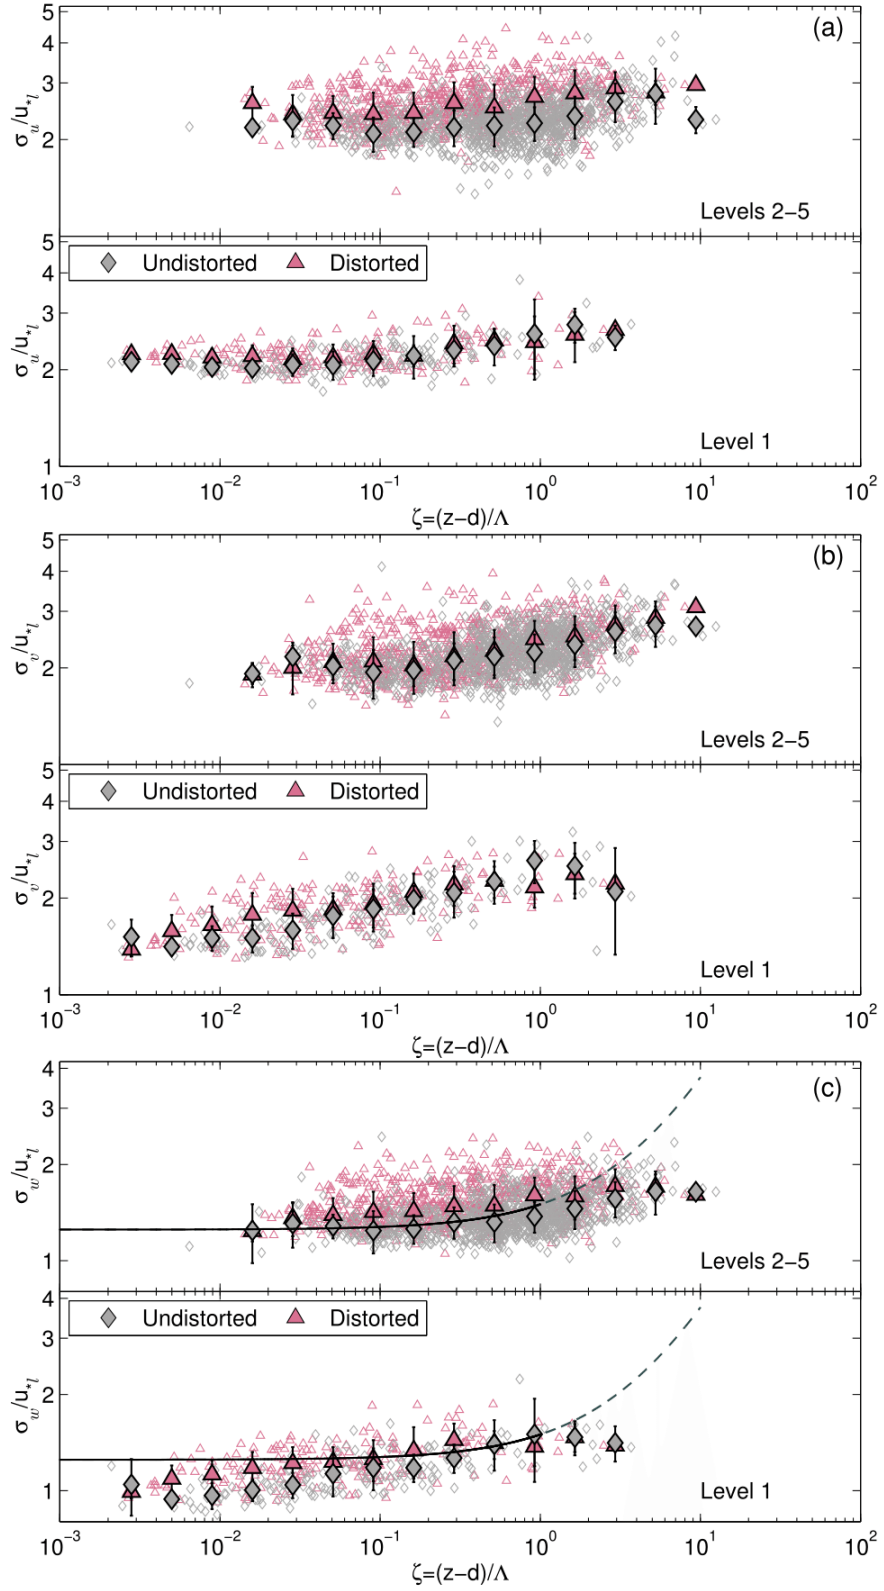 (a)
5
4
3
2
σu/u*l
Levels 2−5
5
4
3
2
1
σu/u*l
Undistorted Distorted
Level 1
10−3 10−2 10−1 100 101 102
ζ=(z−d)/Λ
(b)
5
4
3
2
σv/u*l
Levels 2−5
5
4
3
2
1
σv/u*l
Undistorted Distorted
Level 1
10−3 10−2 10−1 100 101 102
ζ=(z−d)/Λ
(c)
4
3
2
1
σw/u*l
Levels 2−5
4
3
2
1
σw/u*l
Undistorted Distorted
Level 1
10−3 10−2 10−1 100 101 102
ζ=(z−d)/Λ